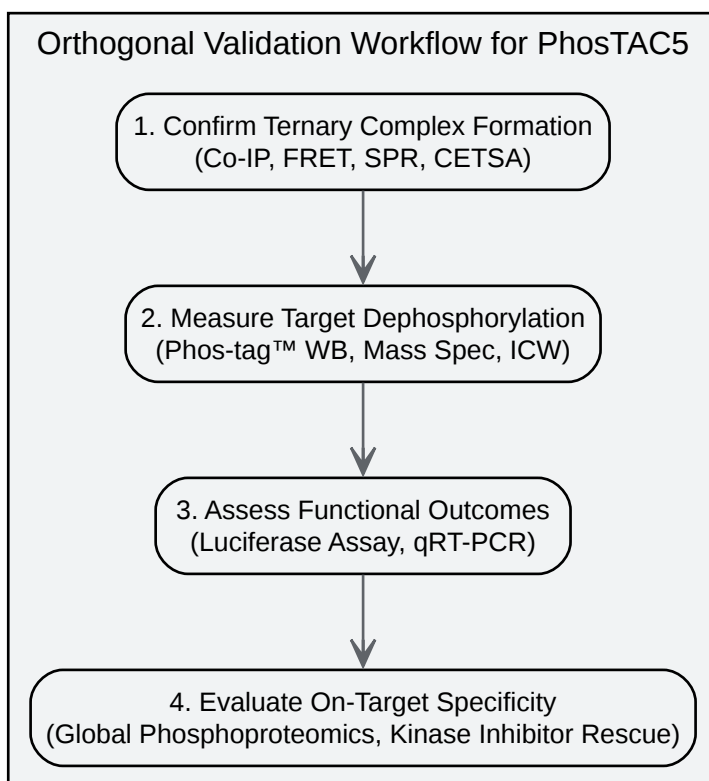 Orthogonal Validation Workflow for PhosTAC5
1. Confirm Ternary Complex Formation
(Co-IP, FRET, SPR, CETSA)
2. Measure Target Dephosphorylation
(Phos-tag™ WB, Mass Spec, ICW)
3. Assess Functional Outcomes
(Luciferase Assay, qRT-PCR)
4. Evaluate On-Target Specificity
(Global Phosphoproteomics, Kinase Inhibitor Rescue)